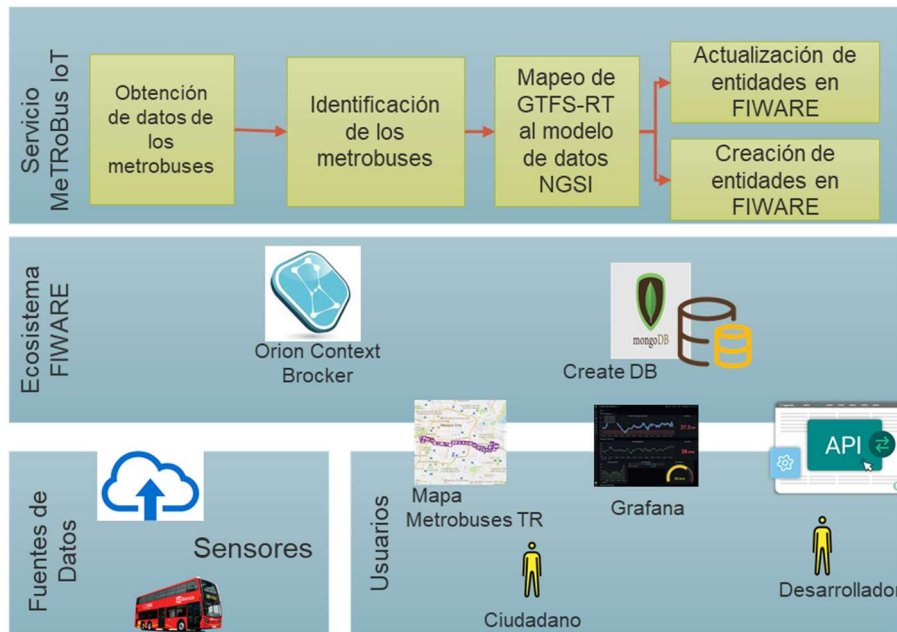 Servicio
MeTRoBus IoT
Obtención
de datos de
los
metrobuses
Identificación
de los
metrobuses
Mapeo de
GTFS-RT
al modelo
de datos
NGSI
Actualización de
entidades en
FIWARE
Creación de
entidades en
FIWARE
Ecosistema
FIWARE
Orion Context
Brocker
mongoDB
Create DB
Fuentes de
Datos
Sensores
Usuarios
Mapa
Metrobuses TR
Grafana
API
Ciudadano
Desarrollador